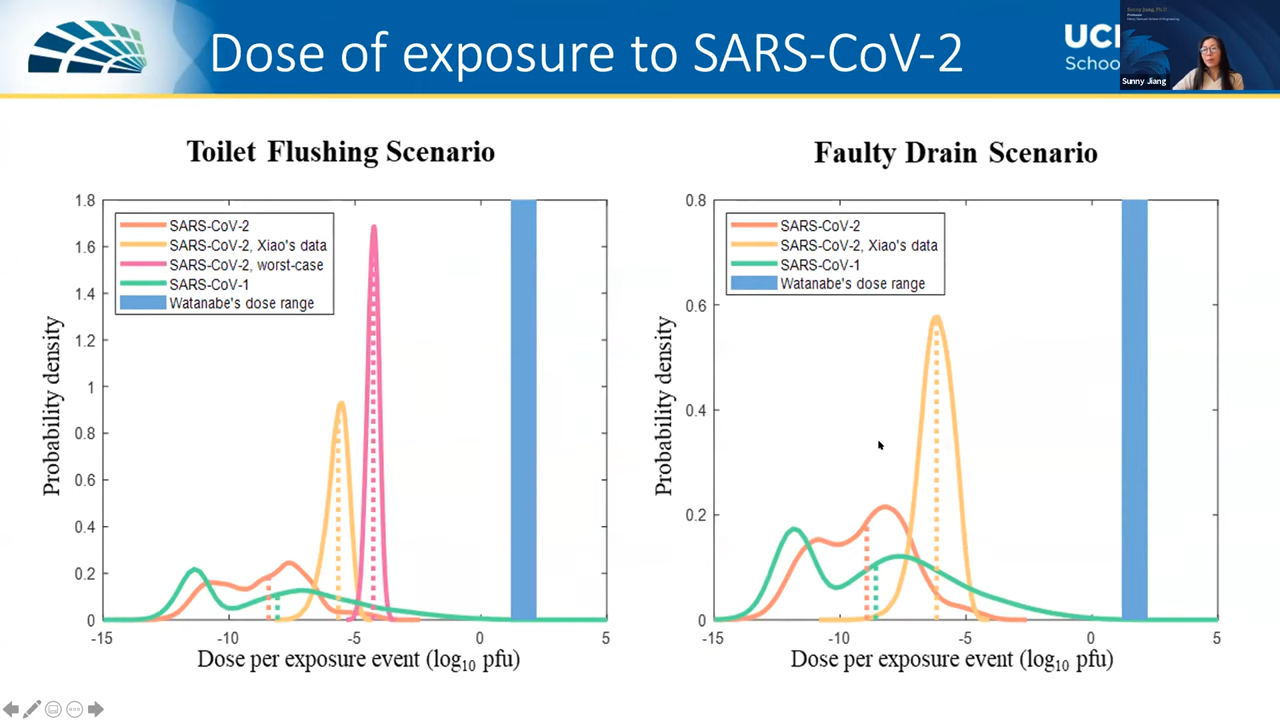 Dose of exposure to SARS-CoV-2
UCI
Schoo
Sunny Jiang, Ph.D.
Professor
Sunny Jiang
Toilet Flushing Scenario
1.8
1.6
1.4
1.2
1
0.8
0.6
0.4
0.2
0
Probability density
SARS-CoV-2
SARS-CoV-2, Xiao's data
SARS-CoV-2, worst-case
SARS-CoV-1
Watanabe's dose range
-15
-10
-5
0
5
Dose per exposure event (log10 pfu)
Faulty Drain Scenario
0.8
0.6
0.4
0.2
0
Probability density
SARS-CoV-2
SARS-CoV-2, Xiao's data
SARS-CoV-1
Watanabe's dose range
-15
-10
-5
0
5
Dose per exposure event (log10 pfu)